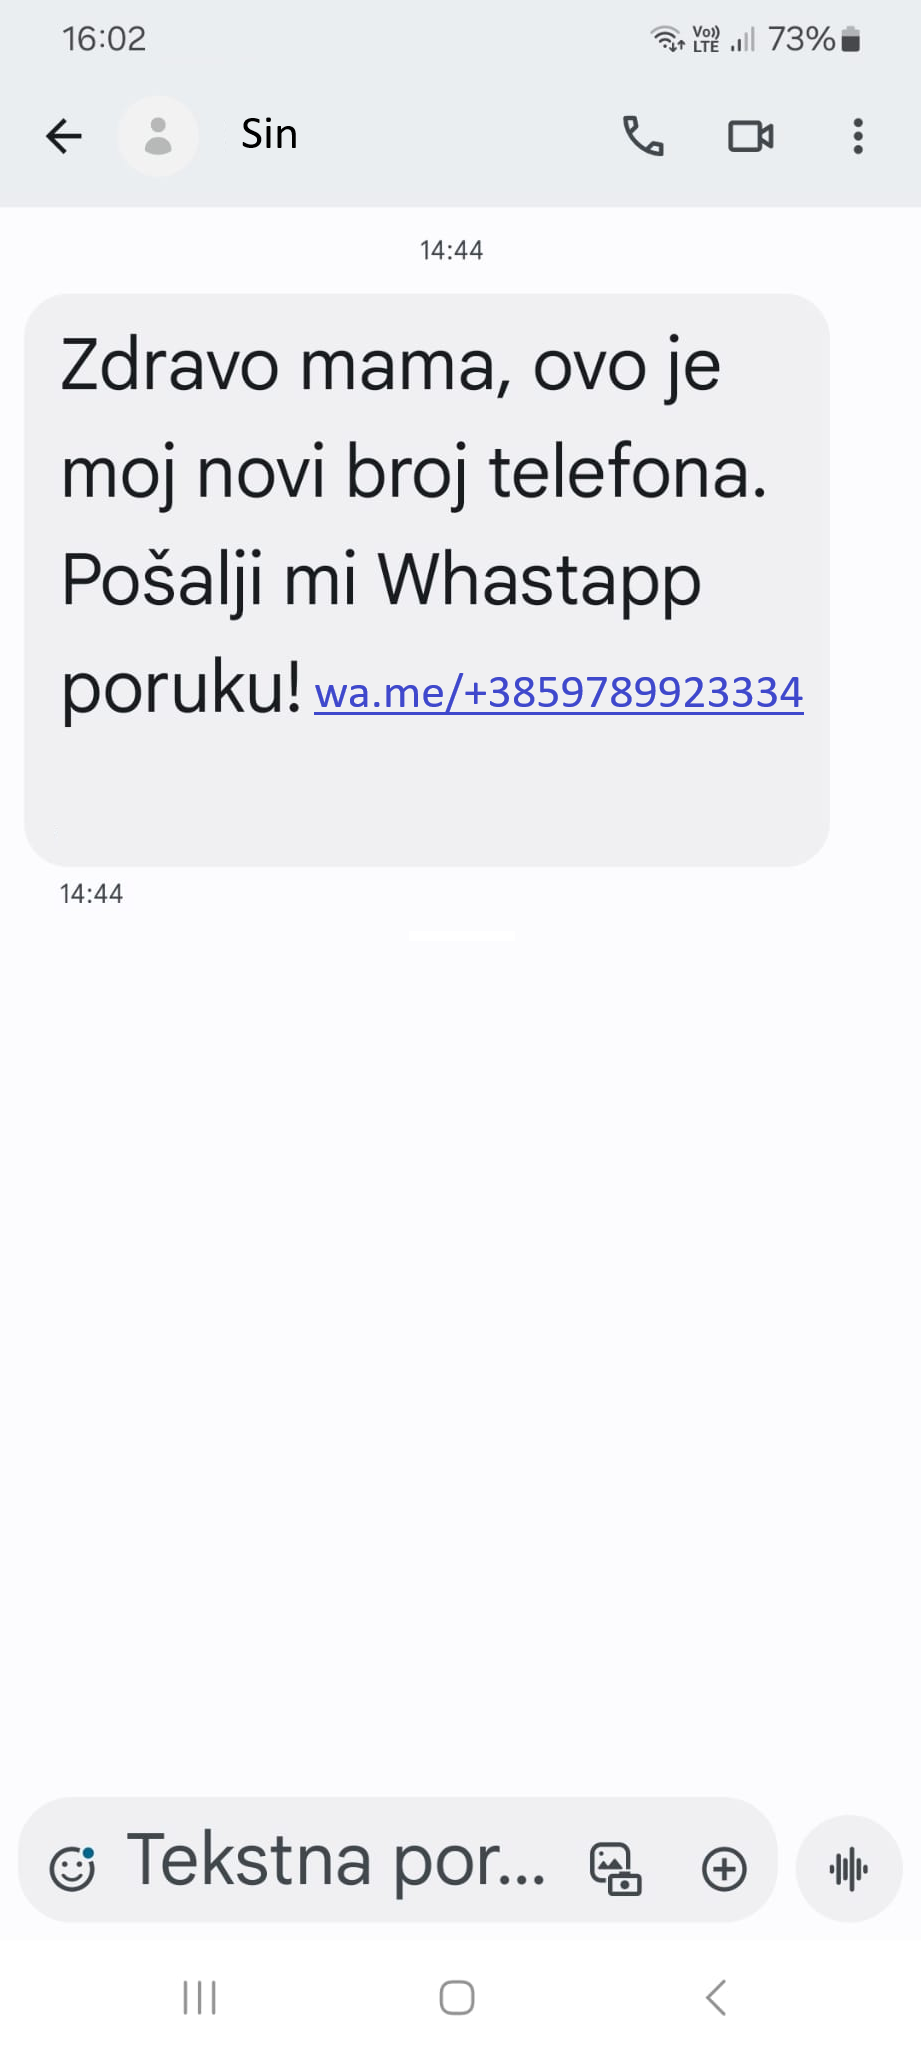 16:02
Vo)) LTE 73%
Sin
14:44
Zdravo mama, ovo je
moj novi broj telefona.
Pošalji mi Whastapp
poruku! wa.me/+3859789923334
14:44
Tekstna por...